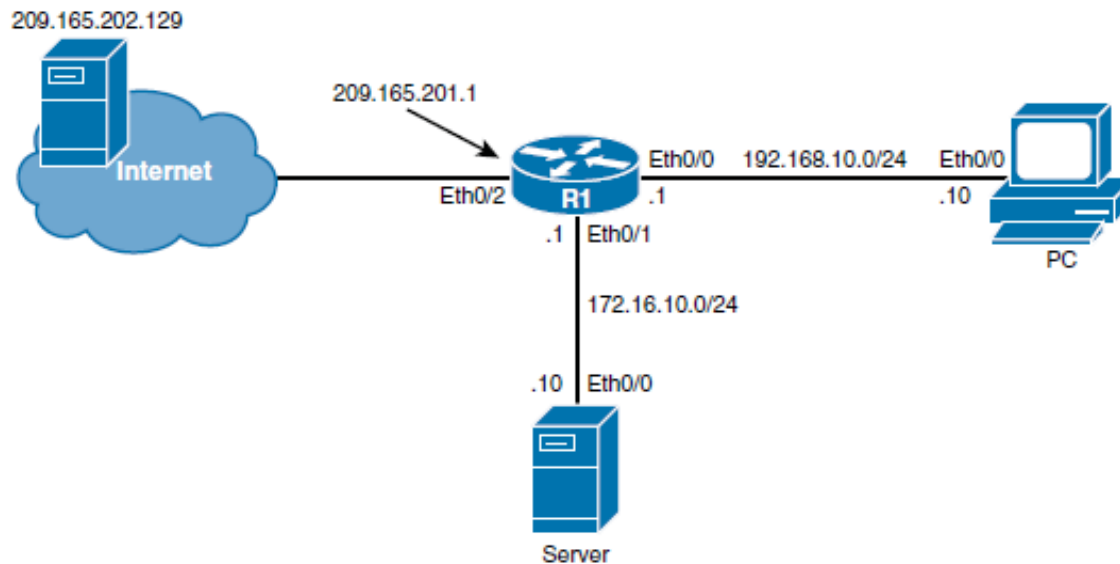 209.165.202.129
209.165.201.1
Internet
Eth0/2
R1
Eth0/0
192.168.10.0/24
Eth0/0
.1
.10
PC
.1
Eth0/1
172.16.10.0/24
.10
Eth0/0
Server